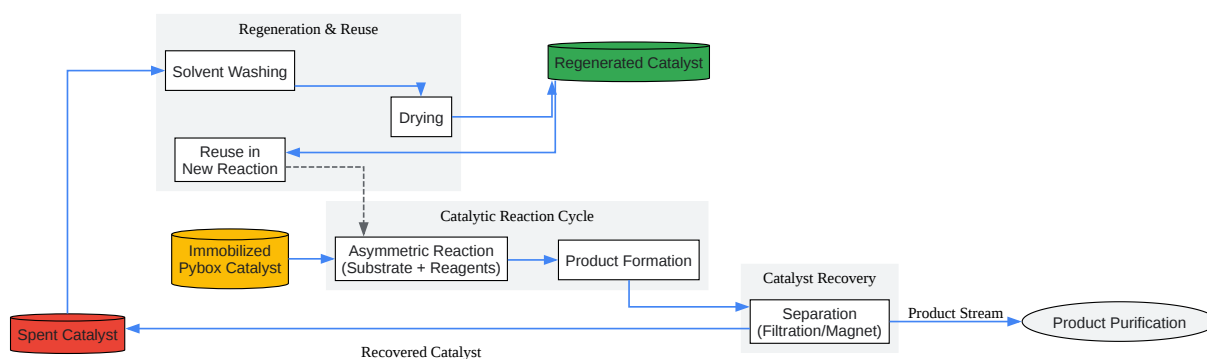 Regeneration & Reuse
Solvent Washing
Regenerated Catalyst
Drying
Reuse in
New Reaction
Catalytic Reaction Cycle
Immobilized
Pybox Catalyst
Asymmetric Reaction
(Substrate + Reagents)
Product Formation
Catalyst Recovery
Separation
(Filtration/Magnet)
Product Stream
Product Purification
Spent Catalyst
Recovered Catalyst